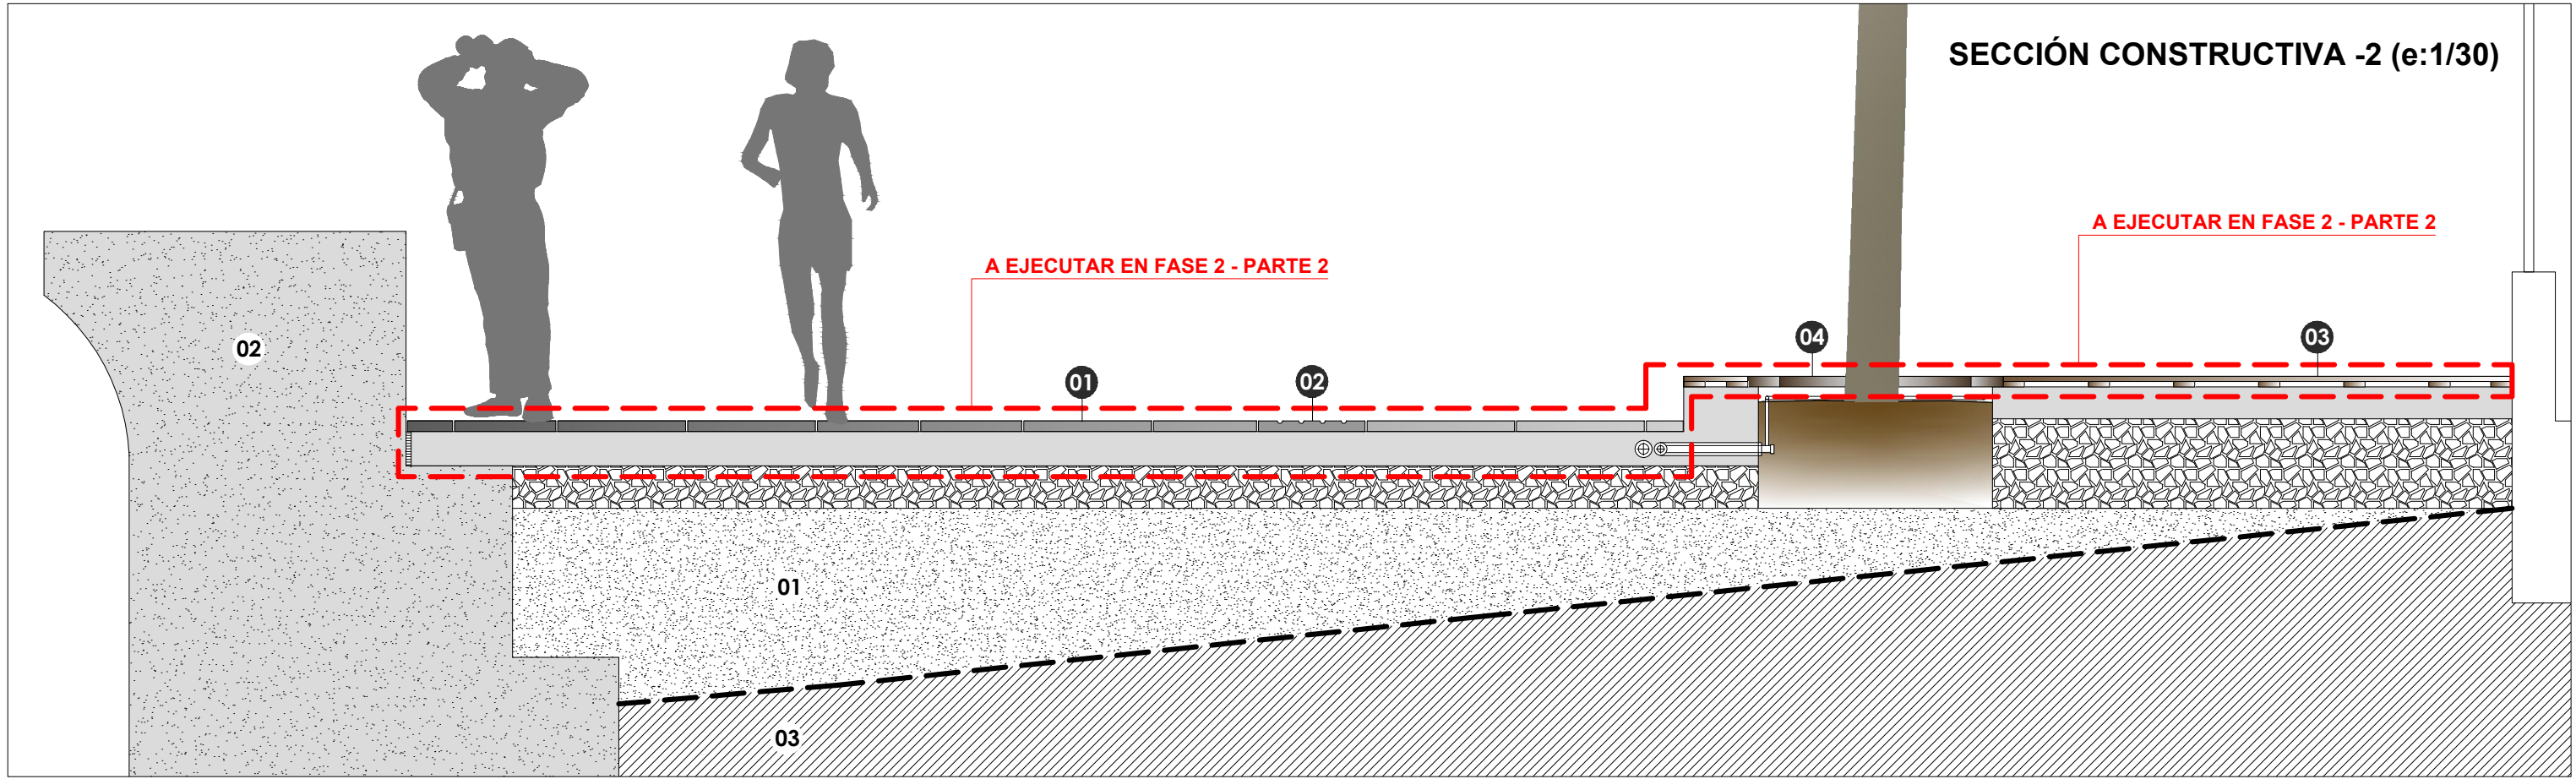 SECCIÓN CONSTRUCTIVA -2 (e:1/30)
A EJECUTAR EN FASE 2 - PARTE 2
A EJECUTAR EN FASE 2 - PARTE 2
04
03
02
01
02
01
03